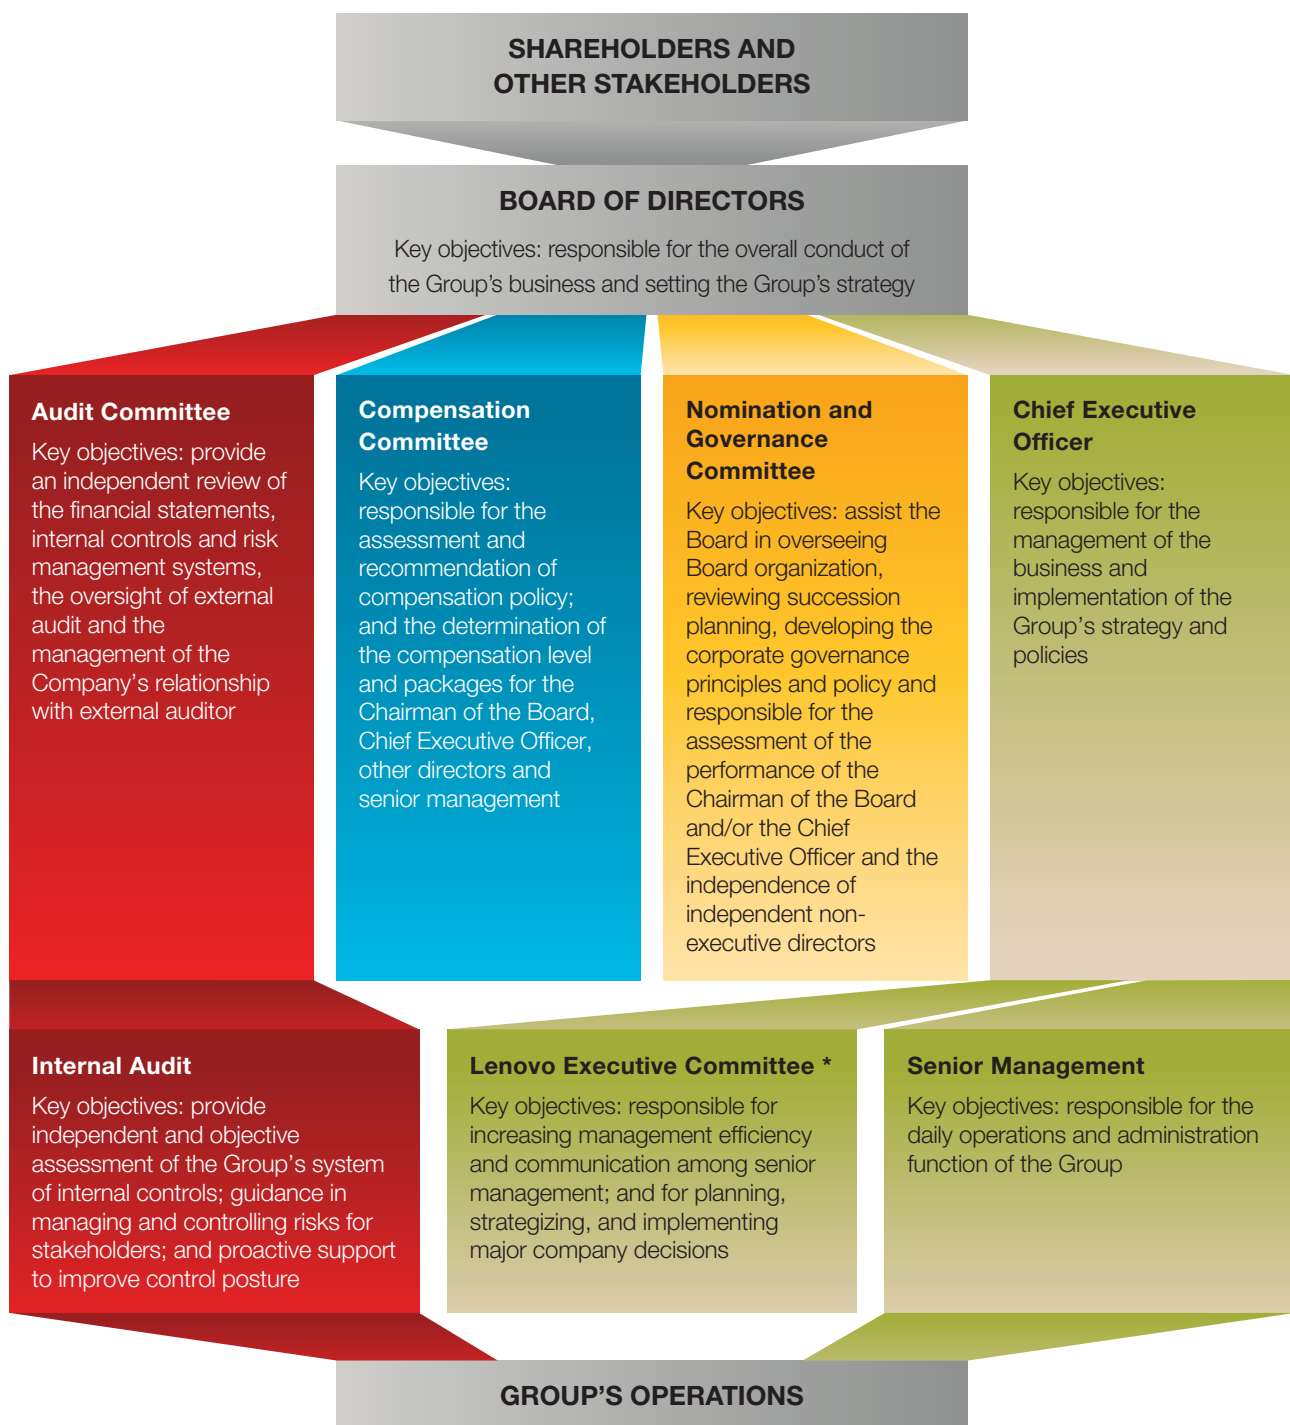 SHAREHOLDERS AND
OTHER STAKEHOLDERS
BOARD OF DIRECTORS
Key objectives: responsible for the overall conduct of
the Group’s business and setting the Group’s strategy
Audit Committee
Key objectives: provide
an independent review of
the financial statements,
internal controls and risk
management systems,
the oversight of external
audit and the
management of the
Company’s relationship
with external auditor
Compensation
Committee
Key objectives:
responsible for the
assessment and
recommendation of
compensation policy;
and the determination of
the compensation level
and packages for the
Chairman of the Board,
Chief Executive Officer,
other directors and
senior management
Nomination and
Governance
Committee
Key objectives: assist the
Board in overseeing
Board organization,
reviewing succession
planning, developing the
corporate governance
principles and policy and
responsible for the
assessment of the
performance of the
Chairman of the Board
and/or the Chief
Executive Officer and the
independence of
independent non-
executive directors
Chief Executive
Officer
Key objectives:
responsible for the
management of the
business and
implementation of the
Group’s strategy and
policies
Internal Audit
Key objectives: provide
independent and objective
assessment of the Group’s system
of internal controls; guidance in
managing and controlling risks for
stakeholders; and proactive support
to improve control posture
Lenovo Executive Committee *
Key objectives: responsible for
increasing management efficiency
and communication among senior
management; and for planning,
strategizing, and implementing
major company decisions
Senior Management
Key objectives: responsible for the
daily operations and administration
function of the Group
GROUP’S OPERATIONS